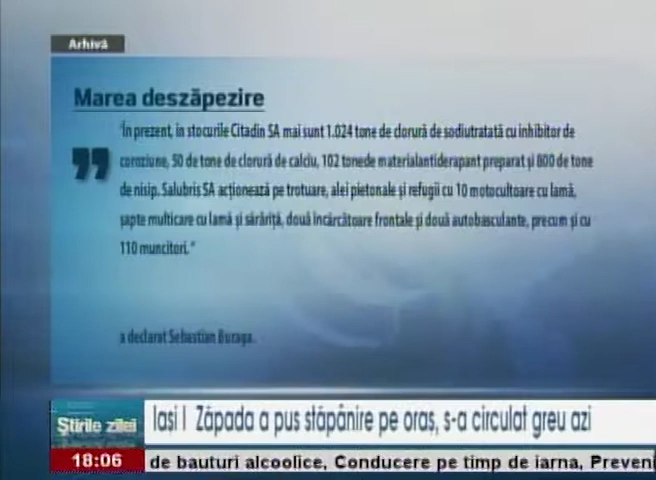 Arhivă
Marea deszăpezire
"În prezent, în stocurile Citadin SA mai sunt 1.024 tone de clorură de sodiutratată cu inhibitor de
coroziune, 50 de tone de clorură de calciu, 102 tonede materialantiderapant preparat și 800 de tone
de nisip. Salubris SA acționează pe trotuare, alei pietonale și refugii cu 10 motocultoare cu lamă,
șapte multicare cu lamă și sărăriță, două încărcătoare frontale și două autobasculante, precum și cu
110 muncitori."
a declarat Sebastian Buraga.
Știrile zilei
Iași | Zăpada a pus stăpânire pe oraș, s-a circulat greu azi
18:06
de bauturi alcoolice, Conducere pe timp de iarna, Preveni